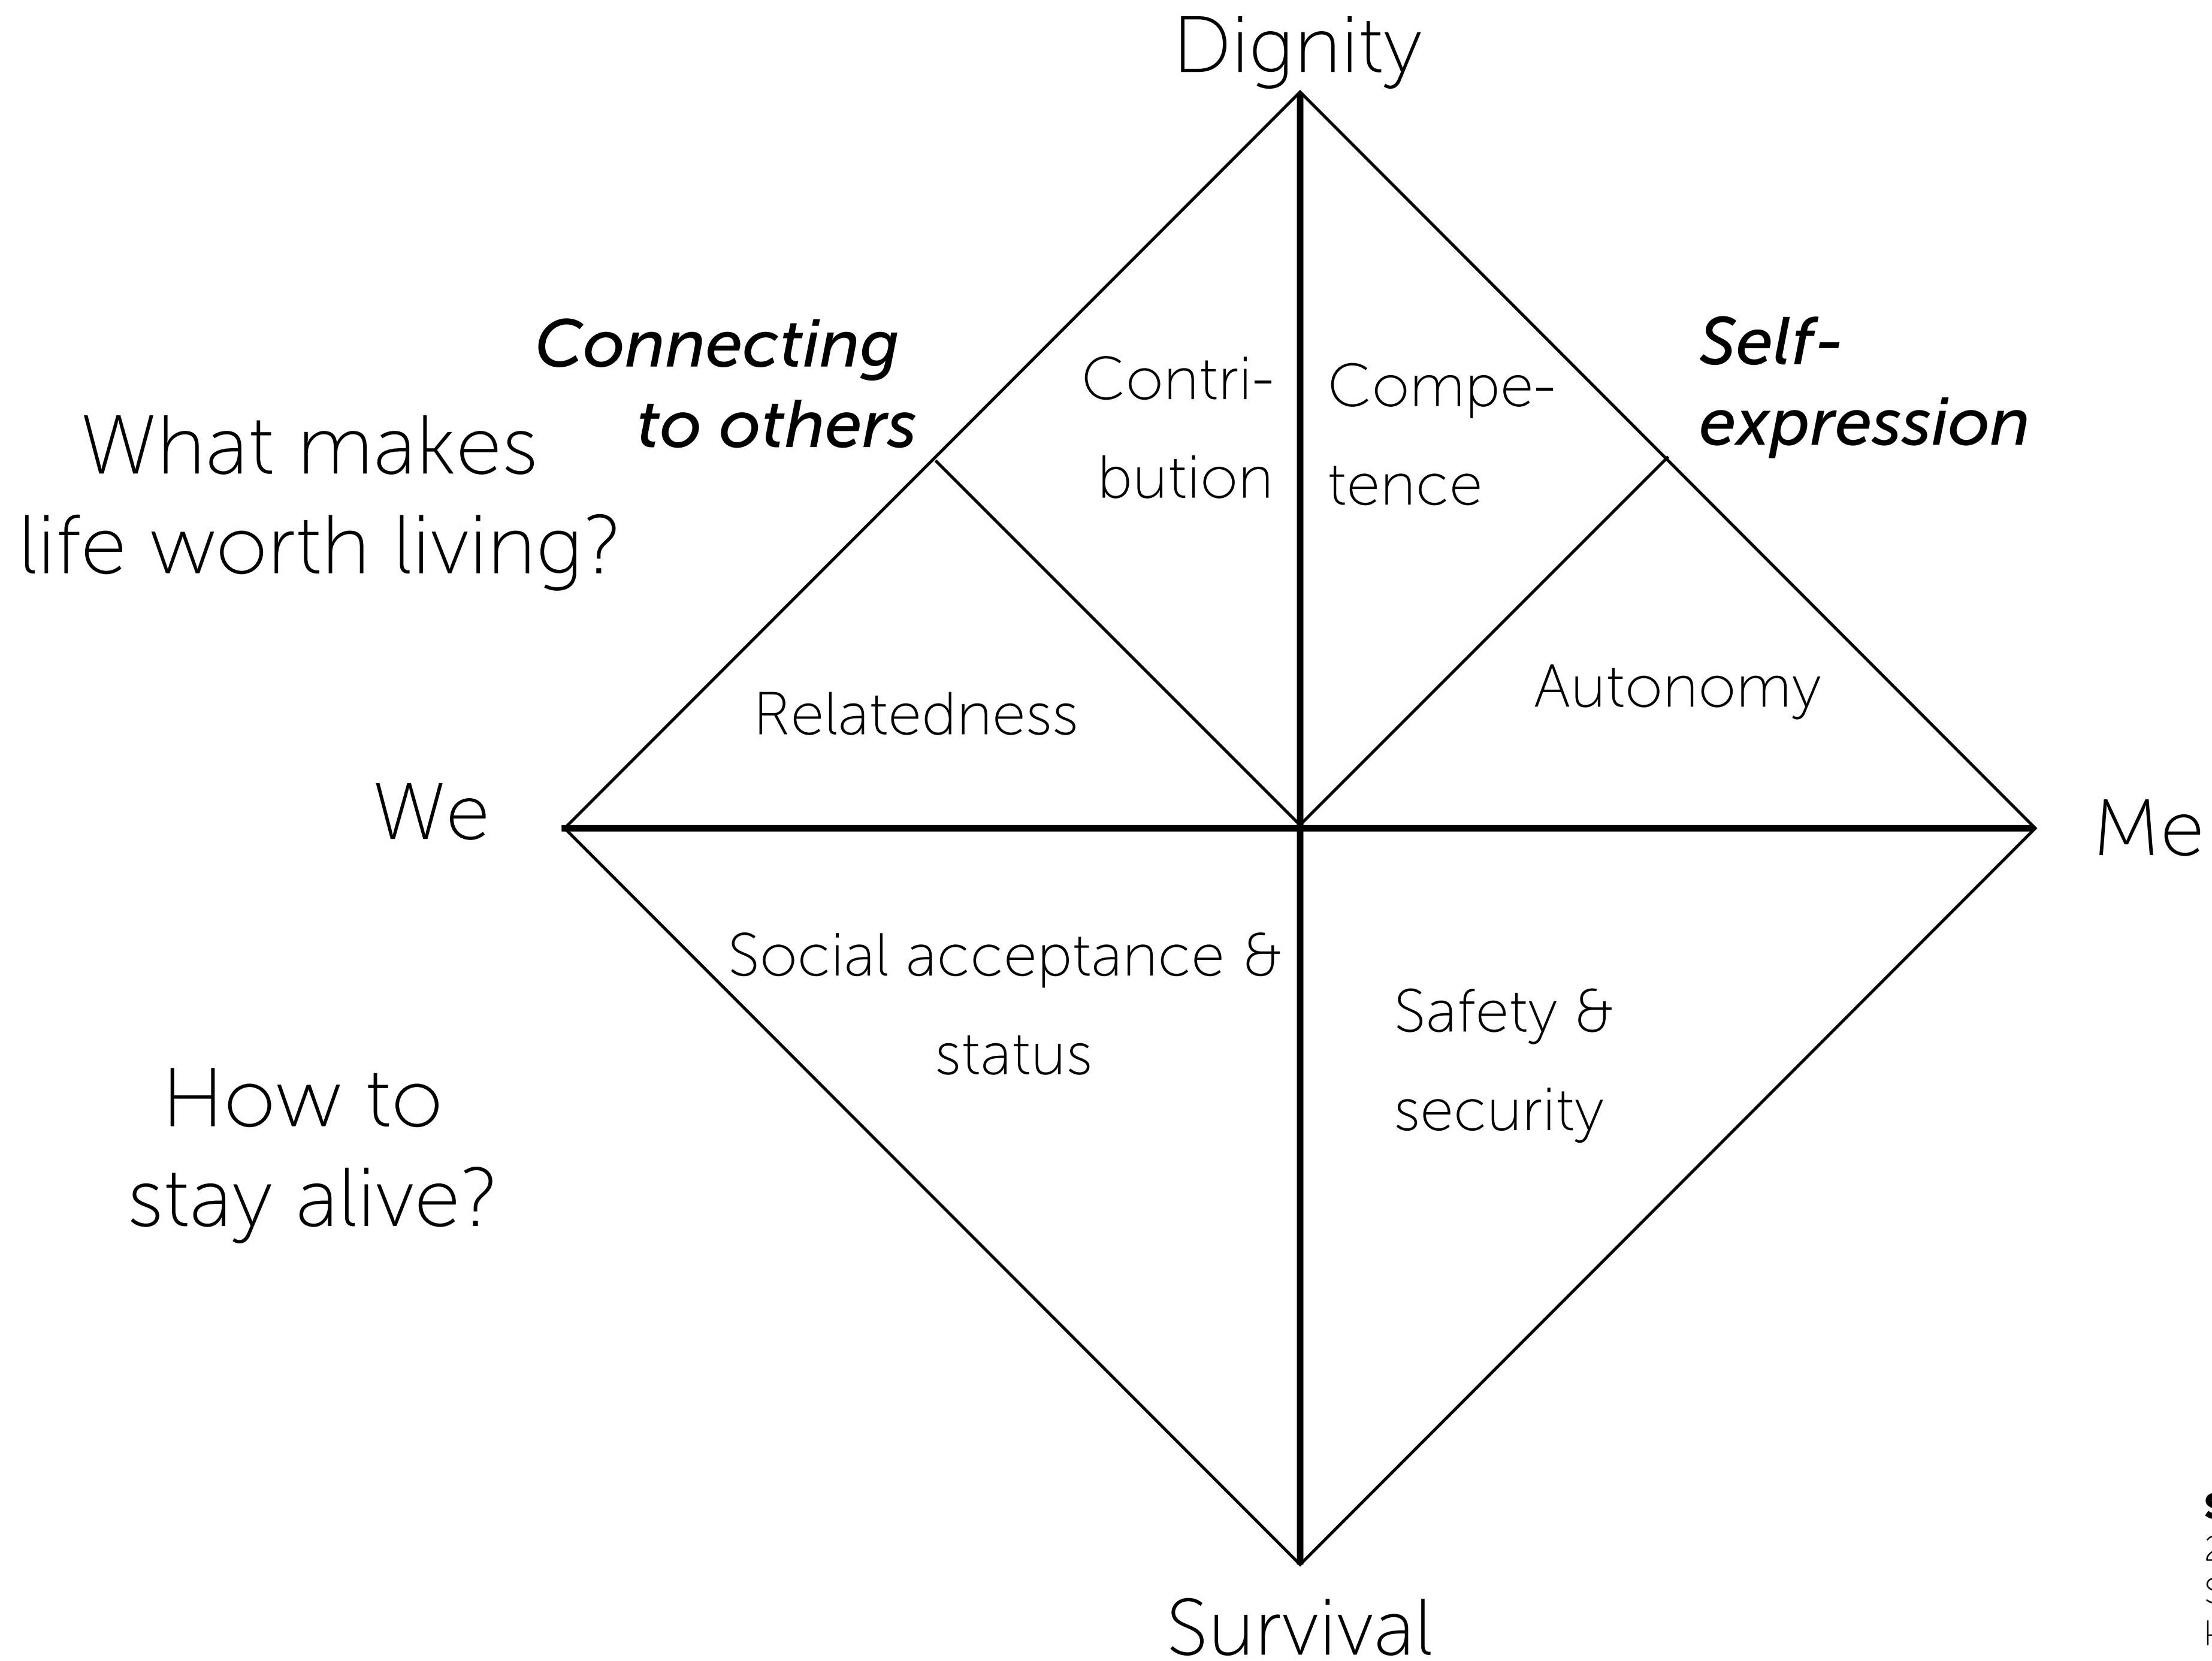 Dignity
Connecting
to others
Self-
expression
What makes
life worth living?
Contri-
bution
Compe-
tence
Relatedness
Autonomy
We
Me
Social acceptance &
status
Safety &
security
How to
stay alive?
Survival